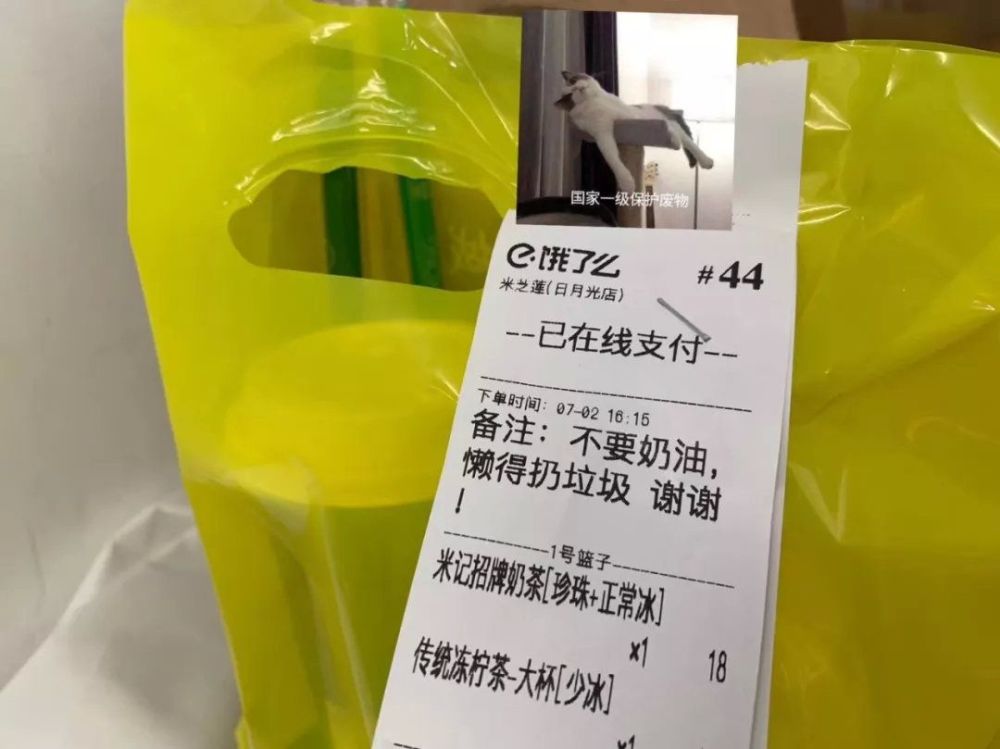 国家一级保护废物
e·饿了么
#44
米芝莲(日月光店)
--已在线支付--
下单时间: 07-02 16:15
备注: 不要奶油,
懒得扔垃圾 谢谢
!
1号篮子
米记招牌奶茶[珍珠+正常冰]
x1 18
传统冻柠茶-大杯[少冰]
x1